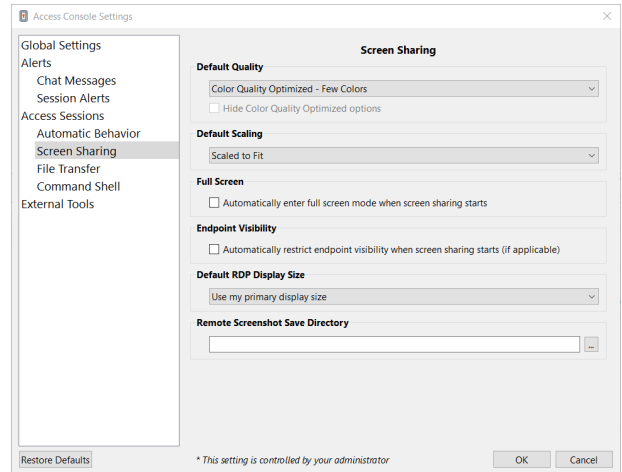 Access Console Settings
Global Settings
Alerts
Chat Messages
Session Alerts
Access Sessions
Automatic Behavior
Screen Sharing
File Transfer
Command Shell
External Tools
Screen Sharing
Default Quality
Color Quality Optimized - Few Colors
Hide Color Quality Optimized options
Default Scaling
Scaled to Fit
Full Screen
Automatically enter full screen mode when screen sharing starts
Endpoint Visibility
Automatically restrict endpoint visibility when screen sharing starts (if applicable)
Default RDP Display Size
Use my primary display size
Remote Screenshot Save Directory
...
Restore Defaults
* This setting is controlled by your administrator
OK
Cancel